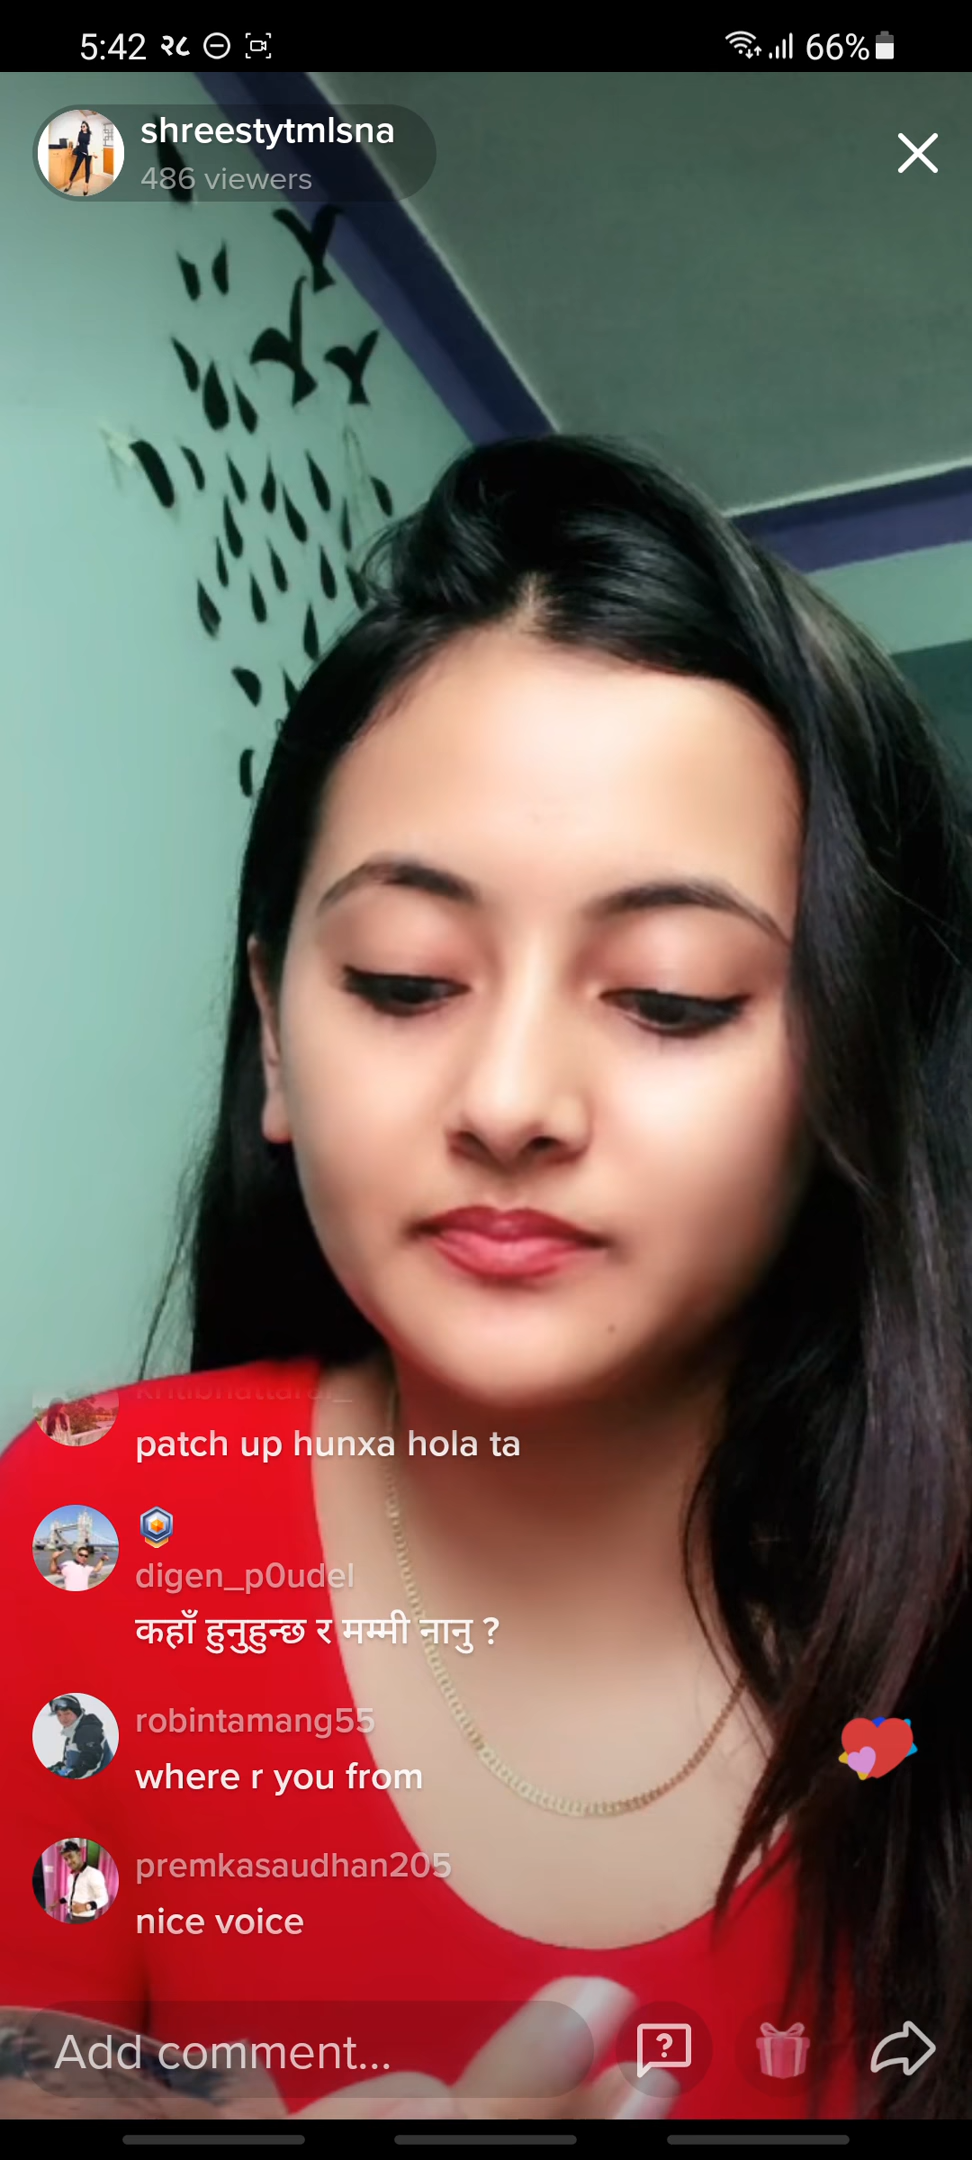 5:42 २८ 66%
shreestytmlsna
486 viewers
patch up hunxa hola ta
digen_p0udel
कहाँ हुनुहुन्छ र मम्मी नानु ?
robintamang55
where r you from
premkasaudhan205
nice voice
Add comment...